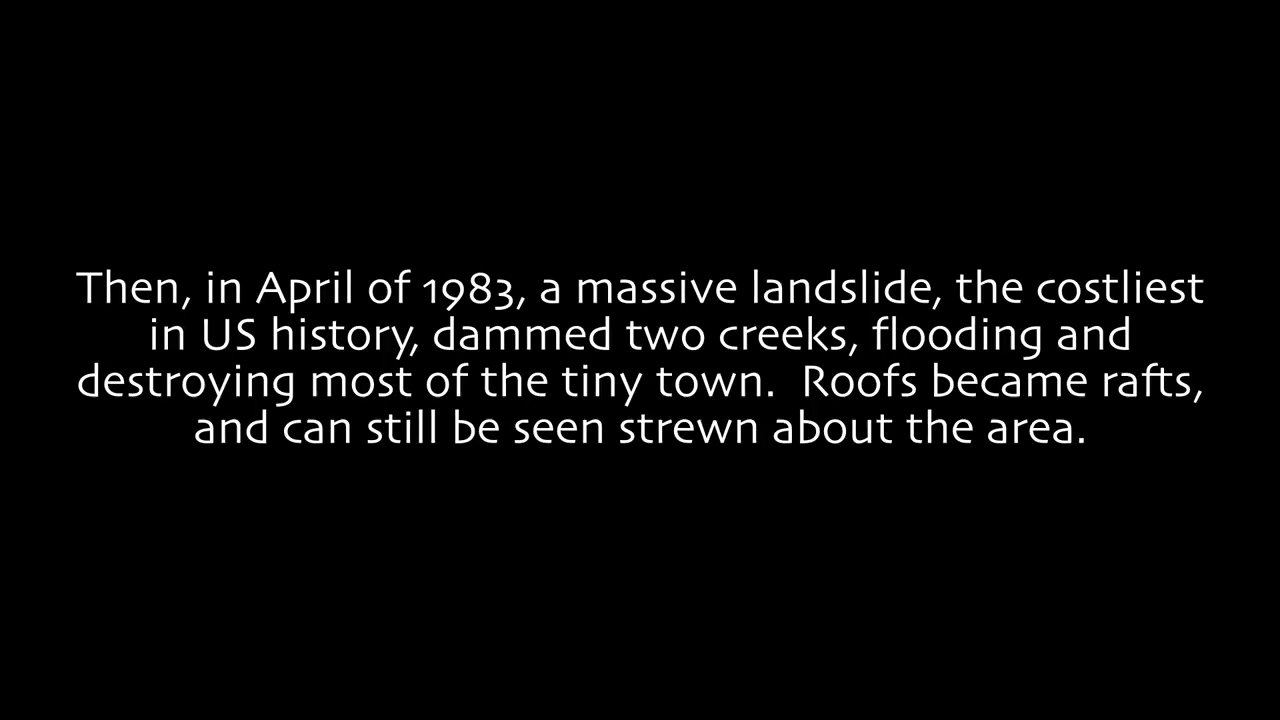 Then, in April of 1983, a massive landslide, the costliest
in US history, dammed two creeks, flooding and
destroying most of the tiny town.  Roofs became rafts,
and can still be seen strewn about the area.